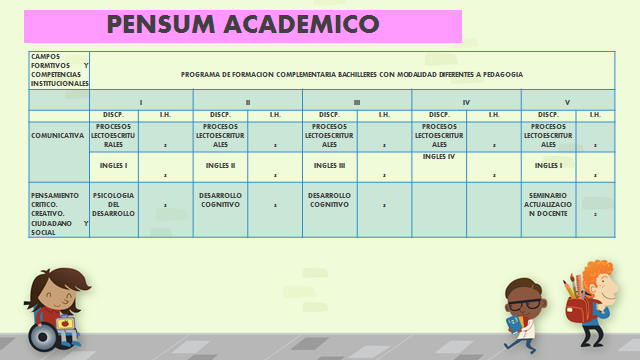 PENSUM ACADEMICO
CAMPOS
FORMTIVOS Y
COMPETENCIAS
INSTITUCIONALES
PROGRAMA DE FORMACION COMPLEMENTARIA BACHILLERES CON MODALIDAD DIFERENTES A PEDAGOGIA
I II III IV V
DISCP. I.H. DISCP. I.H. DISCP. I.H. DISCP. I.H. DISCP. I.H.
COMUNICATIVA
PROCESOS
LECTOESCRITU
RALES
2
PROCESOS
LECTOESCRITUR
ALES
2
PROCESOS
LECTOESCRITUR
ALES
2
PROCESOS
LECTOESCRITUR
ALES
2
PROCESOS
LECTOESCRITUR
ALES
2
INGLES I
2
INGLES II
2
INGLES III
2
INGLES IV
2
INGLES I
2
PENSAMIENTO
CRITICO.
CREATIVO.
CIUDADANO Y
SOCIAL
PSICOLOGIA
DEL
DESARROLLO
2
DESARROLLO
COGNITIVO
2
DESARROLLO
COGNITIVO
2
SEMINARIO
ACTUALIZACIO
N DOCENTE
2